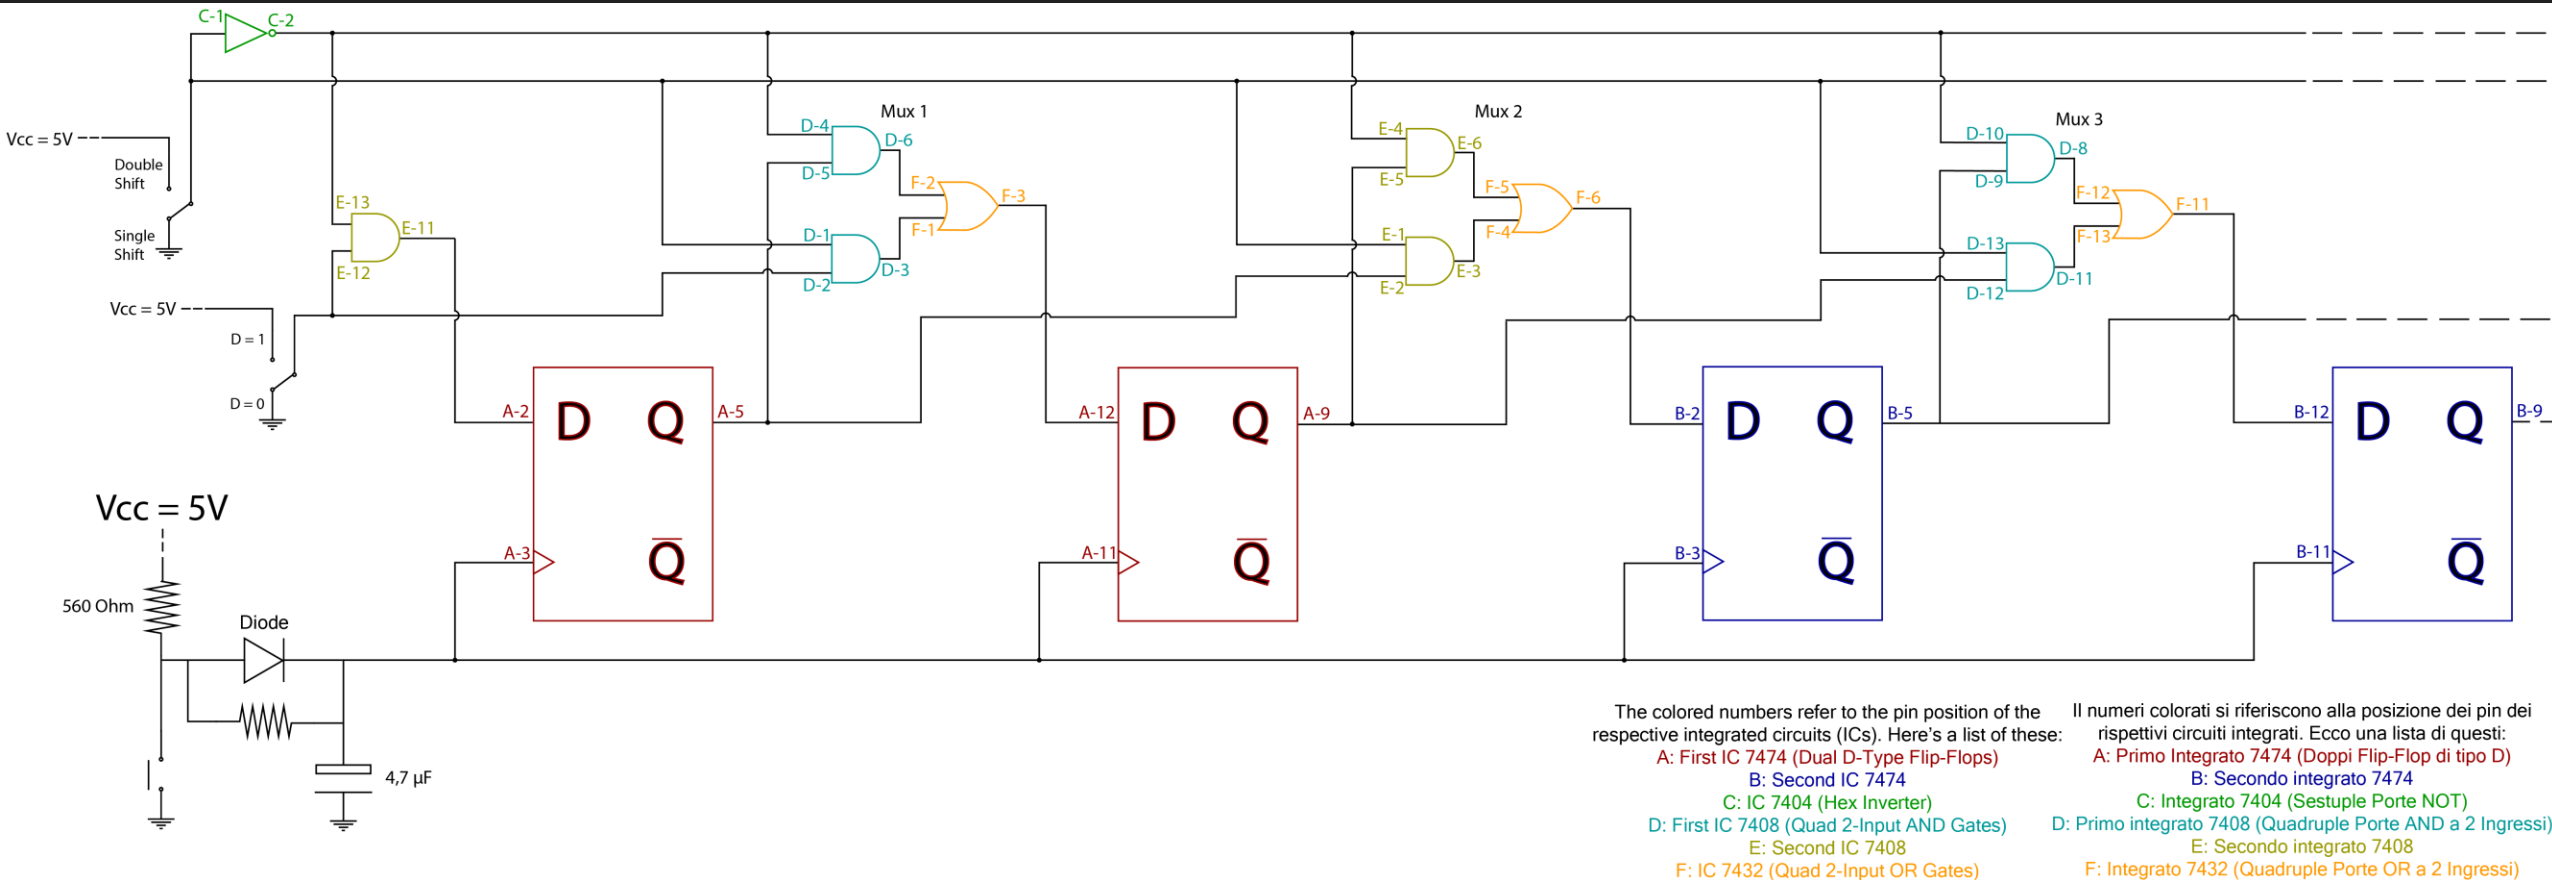 C-1
C-2
Vcc = 5V
Double
Shift
Single
Shift
E-13
E-11
E-12
Vcc = 5V
D = 1
D = 0
Mux 1
D-4
D-6
D-5
F-2
F-3
F-1
D-1
D-3
D-2
Mux 2
E-4
E-6
E-5
F-5
F-6
F-4
E-1
E-3
E-2
Mux 3
D-10
D-8
D-9
F-12
F-11
F-13
D-13
D-11
D-12
A-2
D Q
A-5
A-3
Q
A-12
D Q
A-9
A-11
Q
B-2
D Q
B-5
B-3
Q
B-12
D Q
B-9
B-11
Q
Vcc = 5V
560 Ohm
Diode
4,7 µF
The colored numbers refer to the pin position of the
respective integrated circuits (ICs). Here's a list of these:
A: First IC 7474 (Dual D-Type Flip-Flops)
B: Second IC 7474
C: IC 7404 (Hex Inverter)
D: First IC 7408 (Quad 2-Input AND Gates)
E: Second IC 7408
F: IC 7432 (Quad 2-Input OR Gates)
Il numeri colorati si riferiscono alla posizione dei pin dei
rispettivi circuiti integrati. Ecco una lista di questi:
A: Primo Integrato 7474 (Doppi Flip-Flop di tipo D)
B: Secondo integrato 7474
C: Integrato 7404 (Sestuple Porte NOT)
D: Primo integrato 7408 (Quadruple Porte AND a 2 Ingressi)
E: Secondo integrato 7408
F: Integrato 7432 (Quadruple Porte OR a 2 Ingressi)